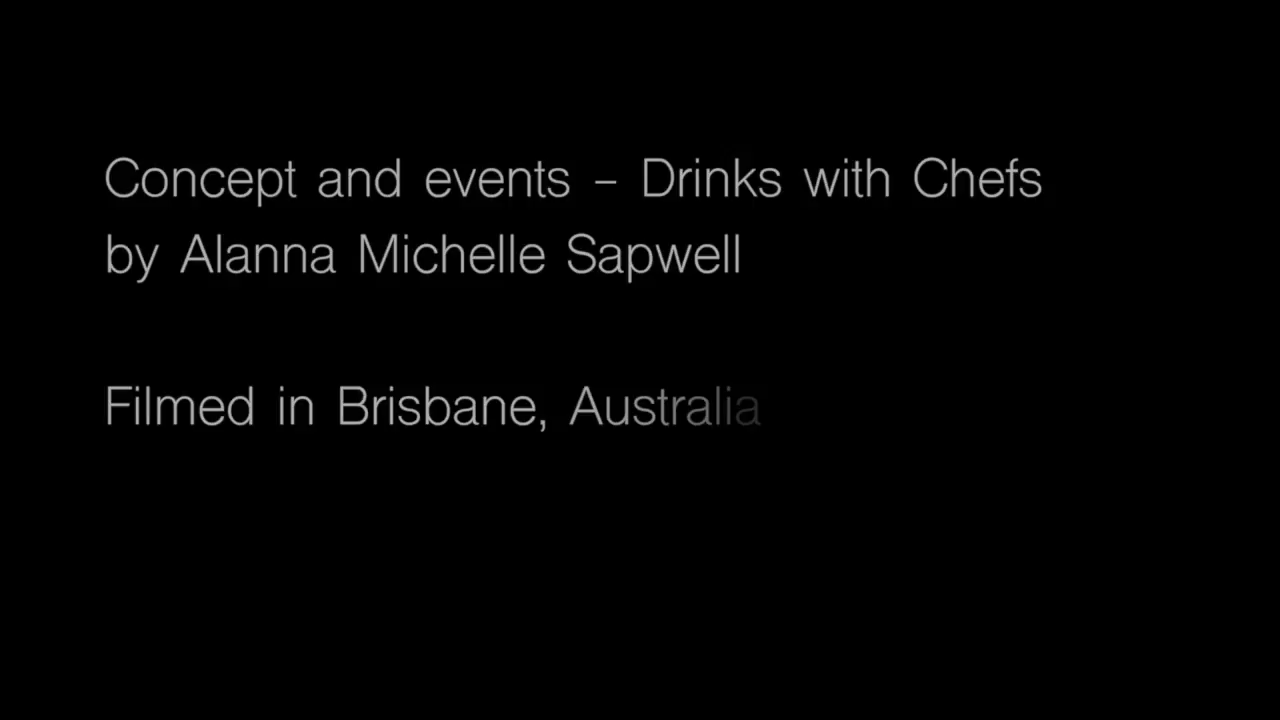 Concept and events – Drinks with Chefs
by Alanna Michelle Sapwell
Filmed in Brisbane, Australia